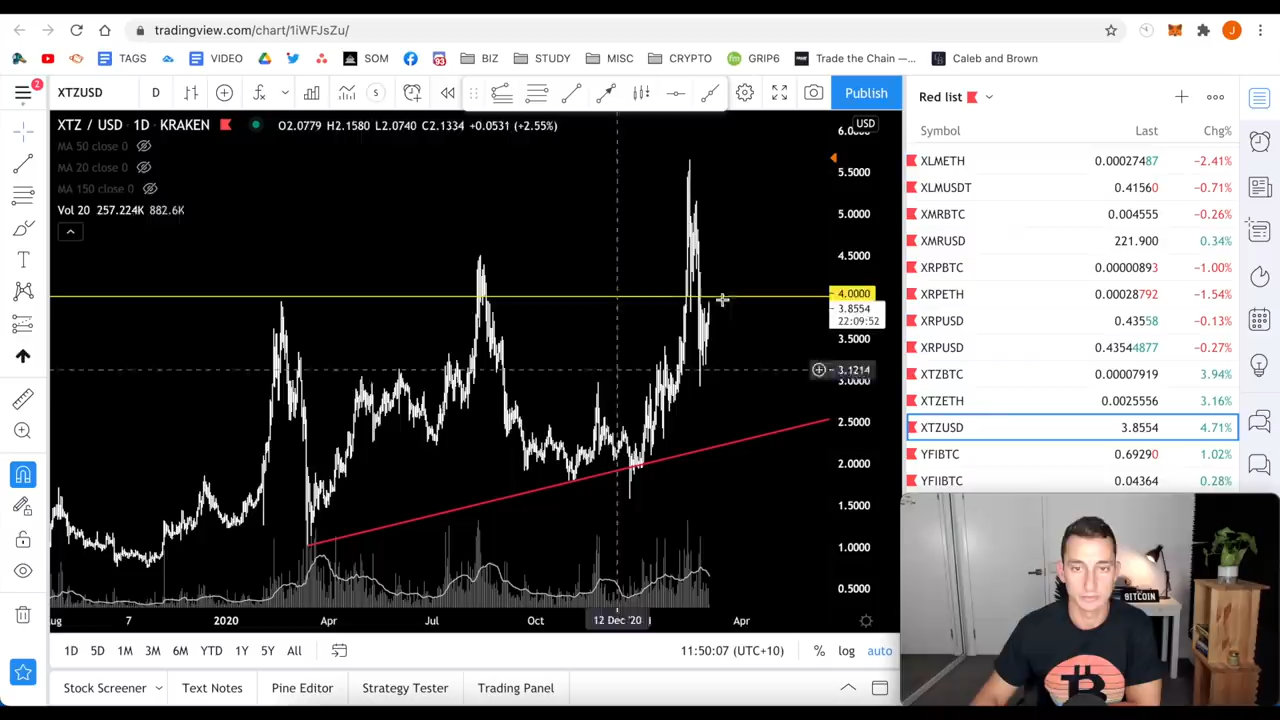 tradingview.com/chart/1iWFJsZu/
J
TAGS VIDEO SOM 93 BIZ STUDY MISC CRYPTO GRIP6 Trade the Chain —... Caleb and Brown
2 XTZUSD D S Publish Red list
XTZ / USD · 1D · KRAKEN O2.0779 H2.1580 L2.0740 C2.1334 +0.0531 (+2.55%) USD
MA 50 close 0
MA 20 close 0
MA 150 close 0
Vol 20 257.224K 882.6K
6.0000
5.5000
5.0000
4.5000
4.0000
3.8554
22:09:52
3.5000
3.1214
3.0000
2.5000
2.0000
1.5000
1.0000
0.5000
Symbol Last Chg%
XLMETH 0.00027487 −2.41%
XLMUSDT 0.41560 −0.71%
XMRBTC 0.004555 −0.26%
XMRUSD 221.900 0.34%
XRPBTC 0.00000893 −1.00%
XRPETH 0.00028792 −1.54%
XRPUSD 0.43558 −0.13%
XRPUSD 0.43544877 −0.27%
XTZBTC 0.00007919 3.94%
XTZETH 0.0025556 3.16%
XTZUSD 3.8554 4.71%
YFIBTC 0.69290 1.02%
YFIIBTC 0.04364 0.28%
ug 7 2020 Apr Jul Oct 12 Dec '20 Apr
1D 5D 1M 3M 6M YTD 1Y 5Y All 11:50:07 (UTC+10) % log auto
Stock Screener Text Notes Pine Editor Strategy Tester Trading Panel
BITCOIN